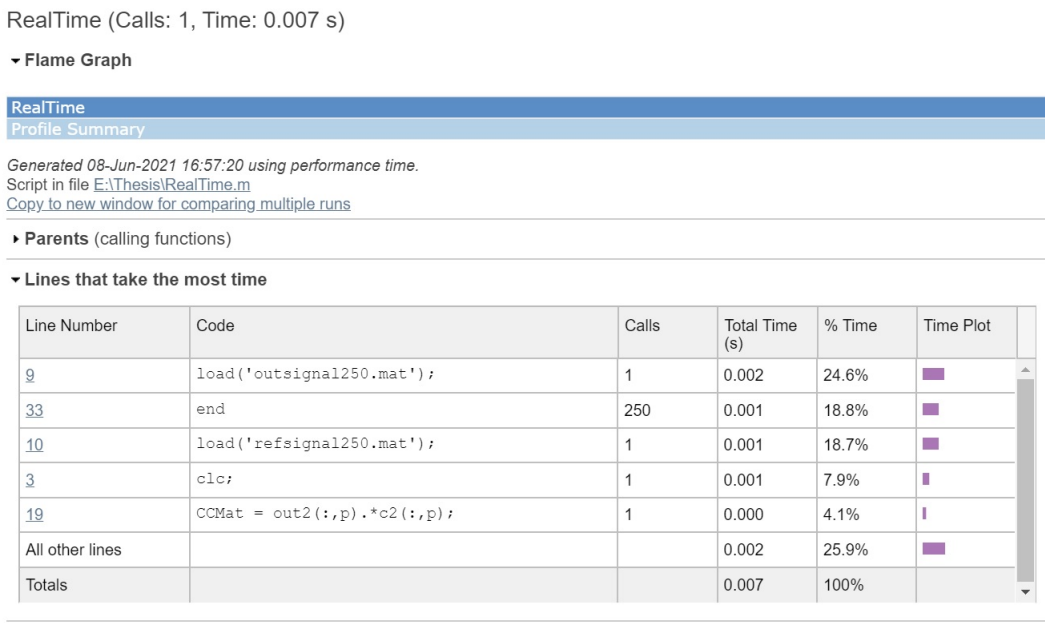 RealTime (Calls: 1, Time: 0.007 s)
Flame Graph
RealTime
Profile Summary
Generated 08-Jun-2021 16:57:20 using performance time.
Script in file E:\Thesis\RealTime.m
Copy to new window for comparing multiple runs
Parents (calling functions)
Lines that take the most time
Line Number Code Calls Total Time (s) % Time Time Plot
9 load('outsignal250.mat'); 1 0.002 24.6%
33 end 250 0.001 18.8%
10 load('refsignal250.mat'); 1 0.001 18.7%
3 clc; 1 0.001 7.9%
19 CCMat = out2(:,p).*c2(:,p); 1 0.000 4.1%
All other lines 0.002 25.9%
Totals 0.007 100%